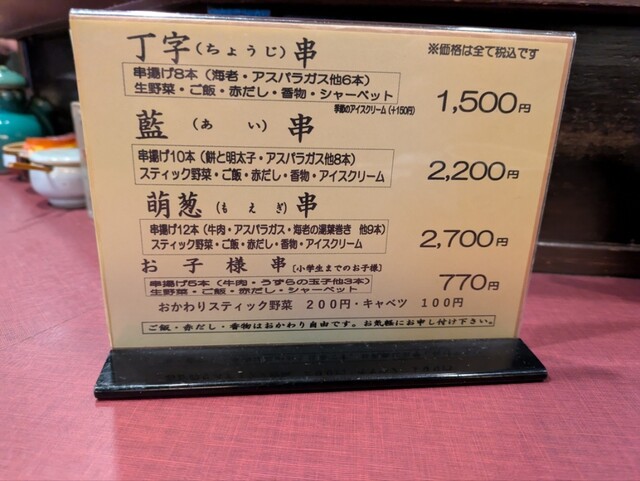 丁字(ちょうじ)串
※価格は全て税込です
串揚げ8本(海老・アスパラガス他6本)
生野菜・ご飯・赤だし・香物・シャーベット
季節のアイスクリーム(+150円)
1,500円
藍(あい)串
串揚げ10本(餅と明太子・アスパラガス他8本)
スティック野菜・ご飯・赤だし・香物・アイスクリーム
2,200円
萌葱(もえぎ)串
串揚げ12本(牛肉・アスパラガス・海老の湯葉巻き 他9本)
スティック野菜・ご飯・赤だし・香物・アイスクリーム
2,700円
お子様串[小学生までのお子様]
串揚げ5本(牛肉・うずらの玉子他3本)
生野菜・ご飯・赤だし・シャーベット
770円
おかわりスティック野菜 200円・キャベツ 100円
ご飯・赤だし・香物はおかわり自由です。お気軽にお申し付け下さい。